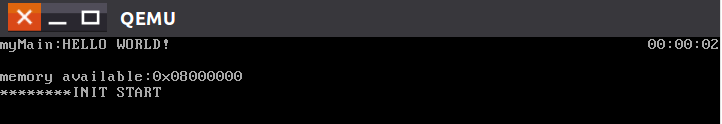 QEMU
myMain:HELLO WORLD! 00:00:02
memory available:0x08000000
********INIT START